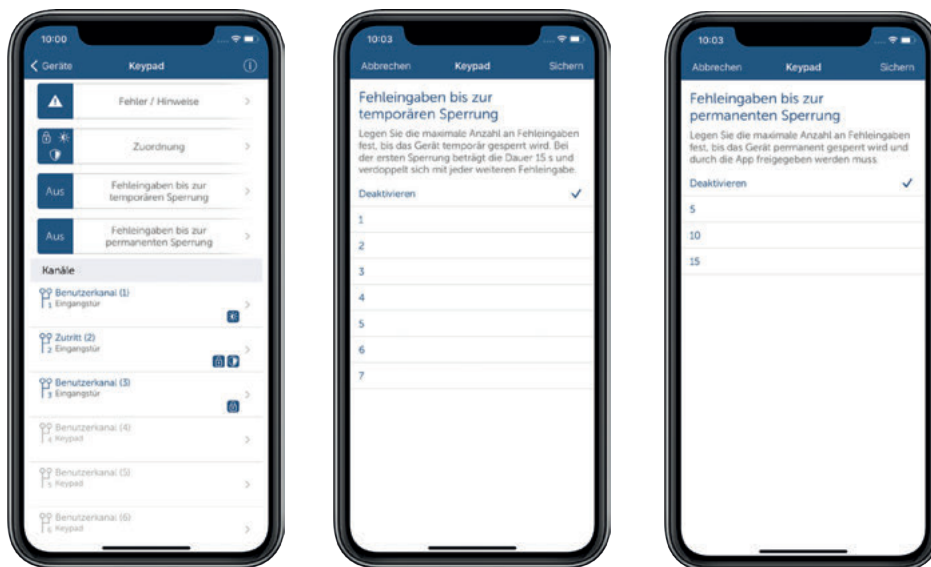 10:00
Geräte
Keypad
Fehler / Hinweise
Zuordnung
Aus
Fehleingaben bis zur
temporären Sperrung
Aus
Fehleingaben bis zur
permanenten Sperrung
Kanäle
1
Benutzerkanal (1)
Eingangstür
2
Zutritt (2)
Eingangstür
3
Benutzerkanal (3)
Eingangstür
4
Benutzerkanal (4)
Keypad
5
Benutzerkanal (5)
Keypad
6
Benutzerkanal (6)
Keypad
10:03
Abbrechen
Keypad
Sichern
Fehleingaben bis zur
temporären Sperrung
Legen Sie die maximale Anzahl an Fehleingaben
fest, bis das Gerät temporär gesperrt wird. Bei
der ersten Sperrung beträgt die Dauer 15 s und
verdoppelt sich mit jeder weiteren Fehleingabe.
Deaktivieren
1
2
3
4
5
6
7
10:03
Abbrechen
Keypad
Sichern
Fehleingaben bis zur
permanenten Sperrung
Legen Sie die maximale Anzahl an Fehleingaben
fest, bis das Gerät permanent gesperrt wird und
durch die App freigegeben werden muss.
Deaktivieren
5
10
15